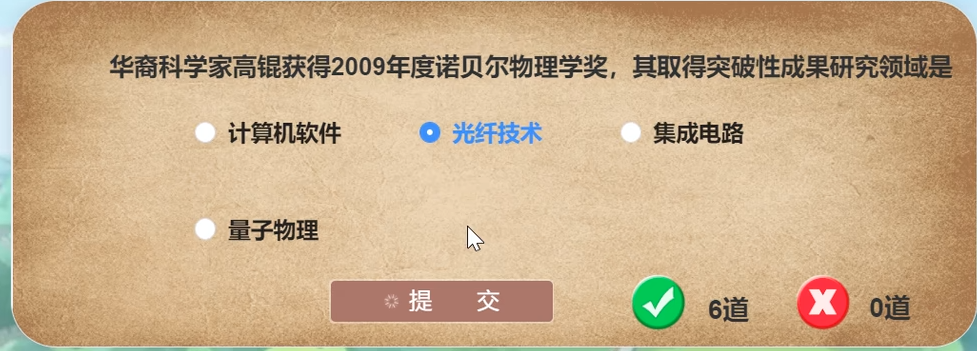 华裔科学家高锟获得2009年度诺贝尔物理学奖，其取得突破性成果研究领域是
计算机软件 光纤技术 集成电路
量子物理
提 交 6道 0道